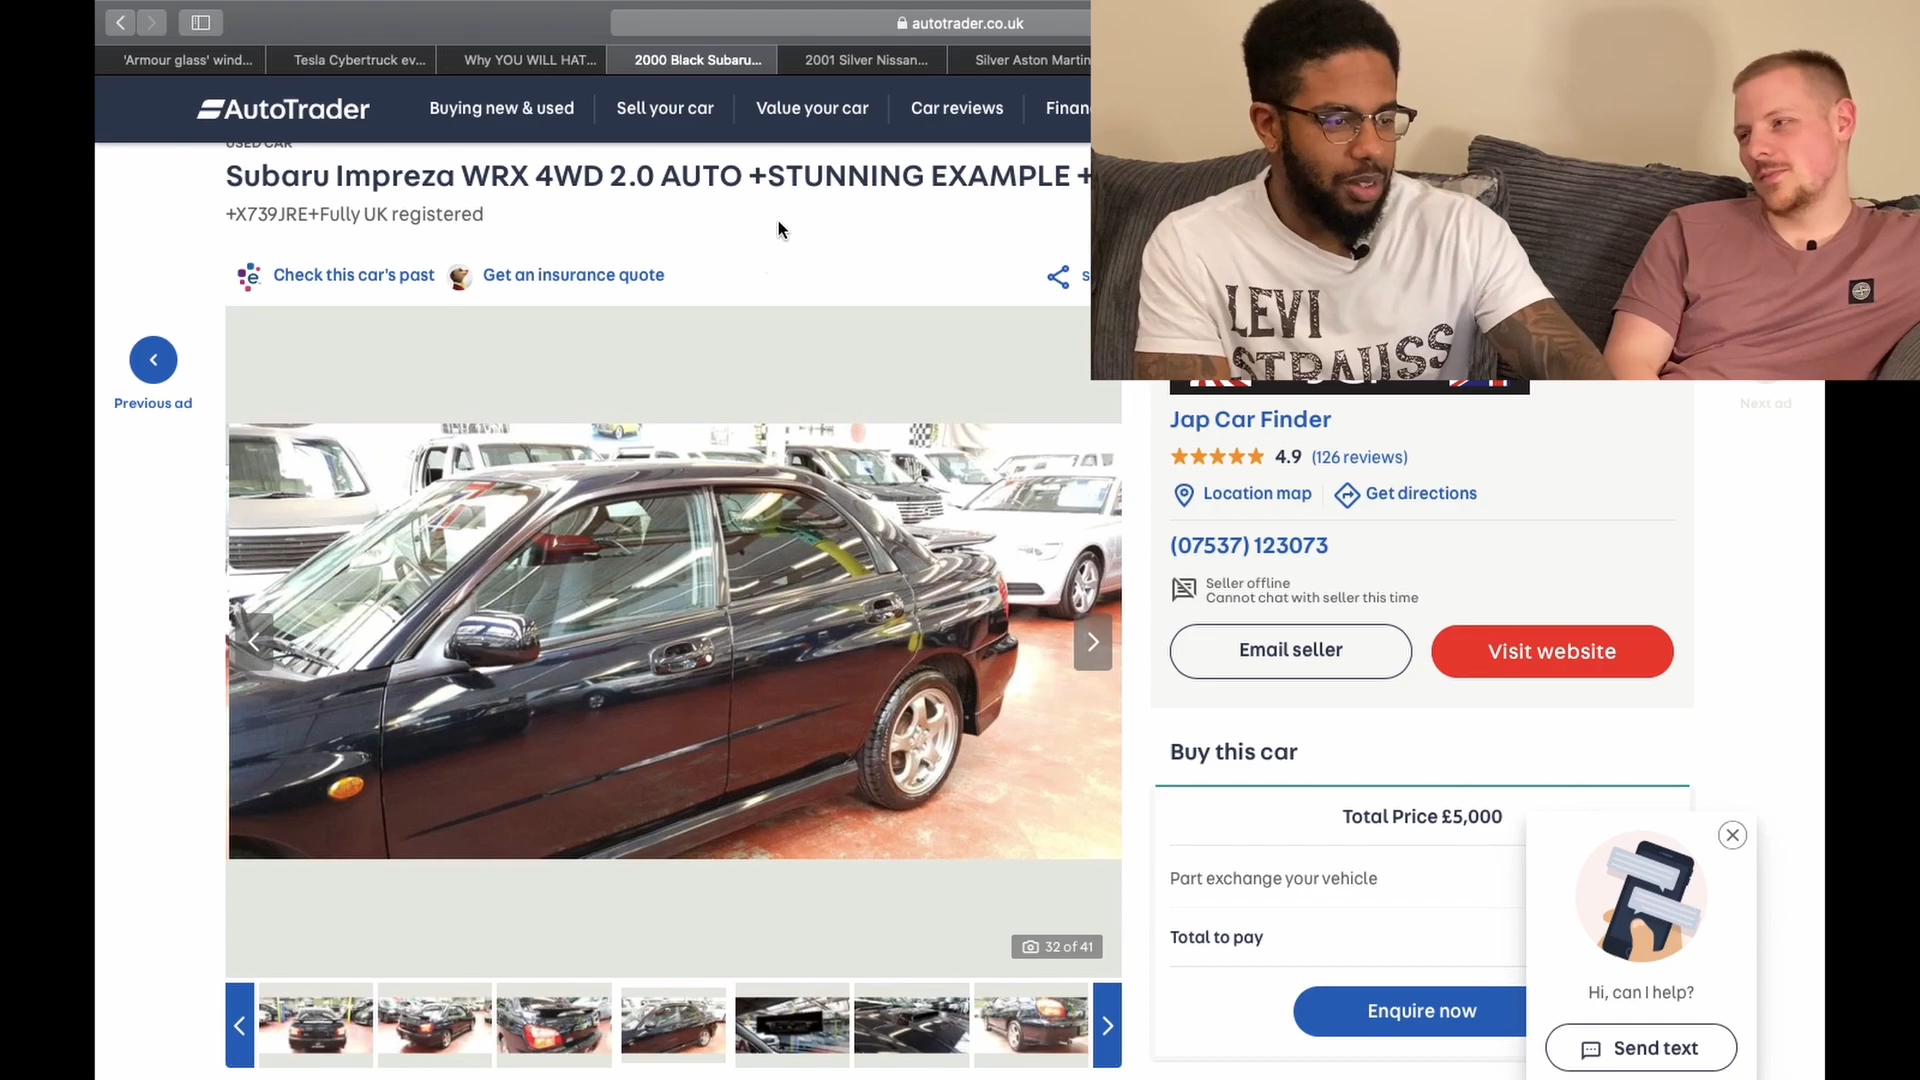 autotrader.co.uk
'Armour glass' wind...
Tesla Cybertruck ev...
Why YOU WILL HAT...
2000 Black Subaru...
2001 Silver Nissan...
Silver Aston Martin
AutoTrader
Buying new & used
Sell your car
Value your car
Car reviews
Finan
USED CAR
Subaru Impreza WRX 4WD 2.0 AUTO +STUNNING EXAMPLE +
+X739JRE+Fully UK registered
Check this car's past
Get an insurance quote
s
LEVI
STRAUSS
Previous ad
Next ad
Jap Car Finder
4.9 (126 reviews)
Location map
Get directions
(07537) 123073
Seller offline
Cannot chat with seller this time
Email seller
Visit website
Buy this car
Total Price £5,000
Part exchange your vehicle
Total to pay
Enquire now
32 of 41
Hi, can I help?
Send text